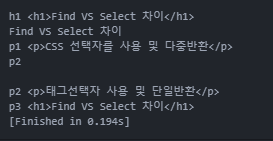 h1 <h1>Find VS Select 차이</h1>
Find VS Select 차이
p1 <p>CSS 선택자를 사용 및 다중반환</p>
p2

p2 <p>태그선택자 사용 및 단일반환</p>
p3 <h1>Find VS Select 차이</h1>
[Finished in 0.194s]